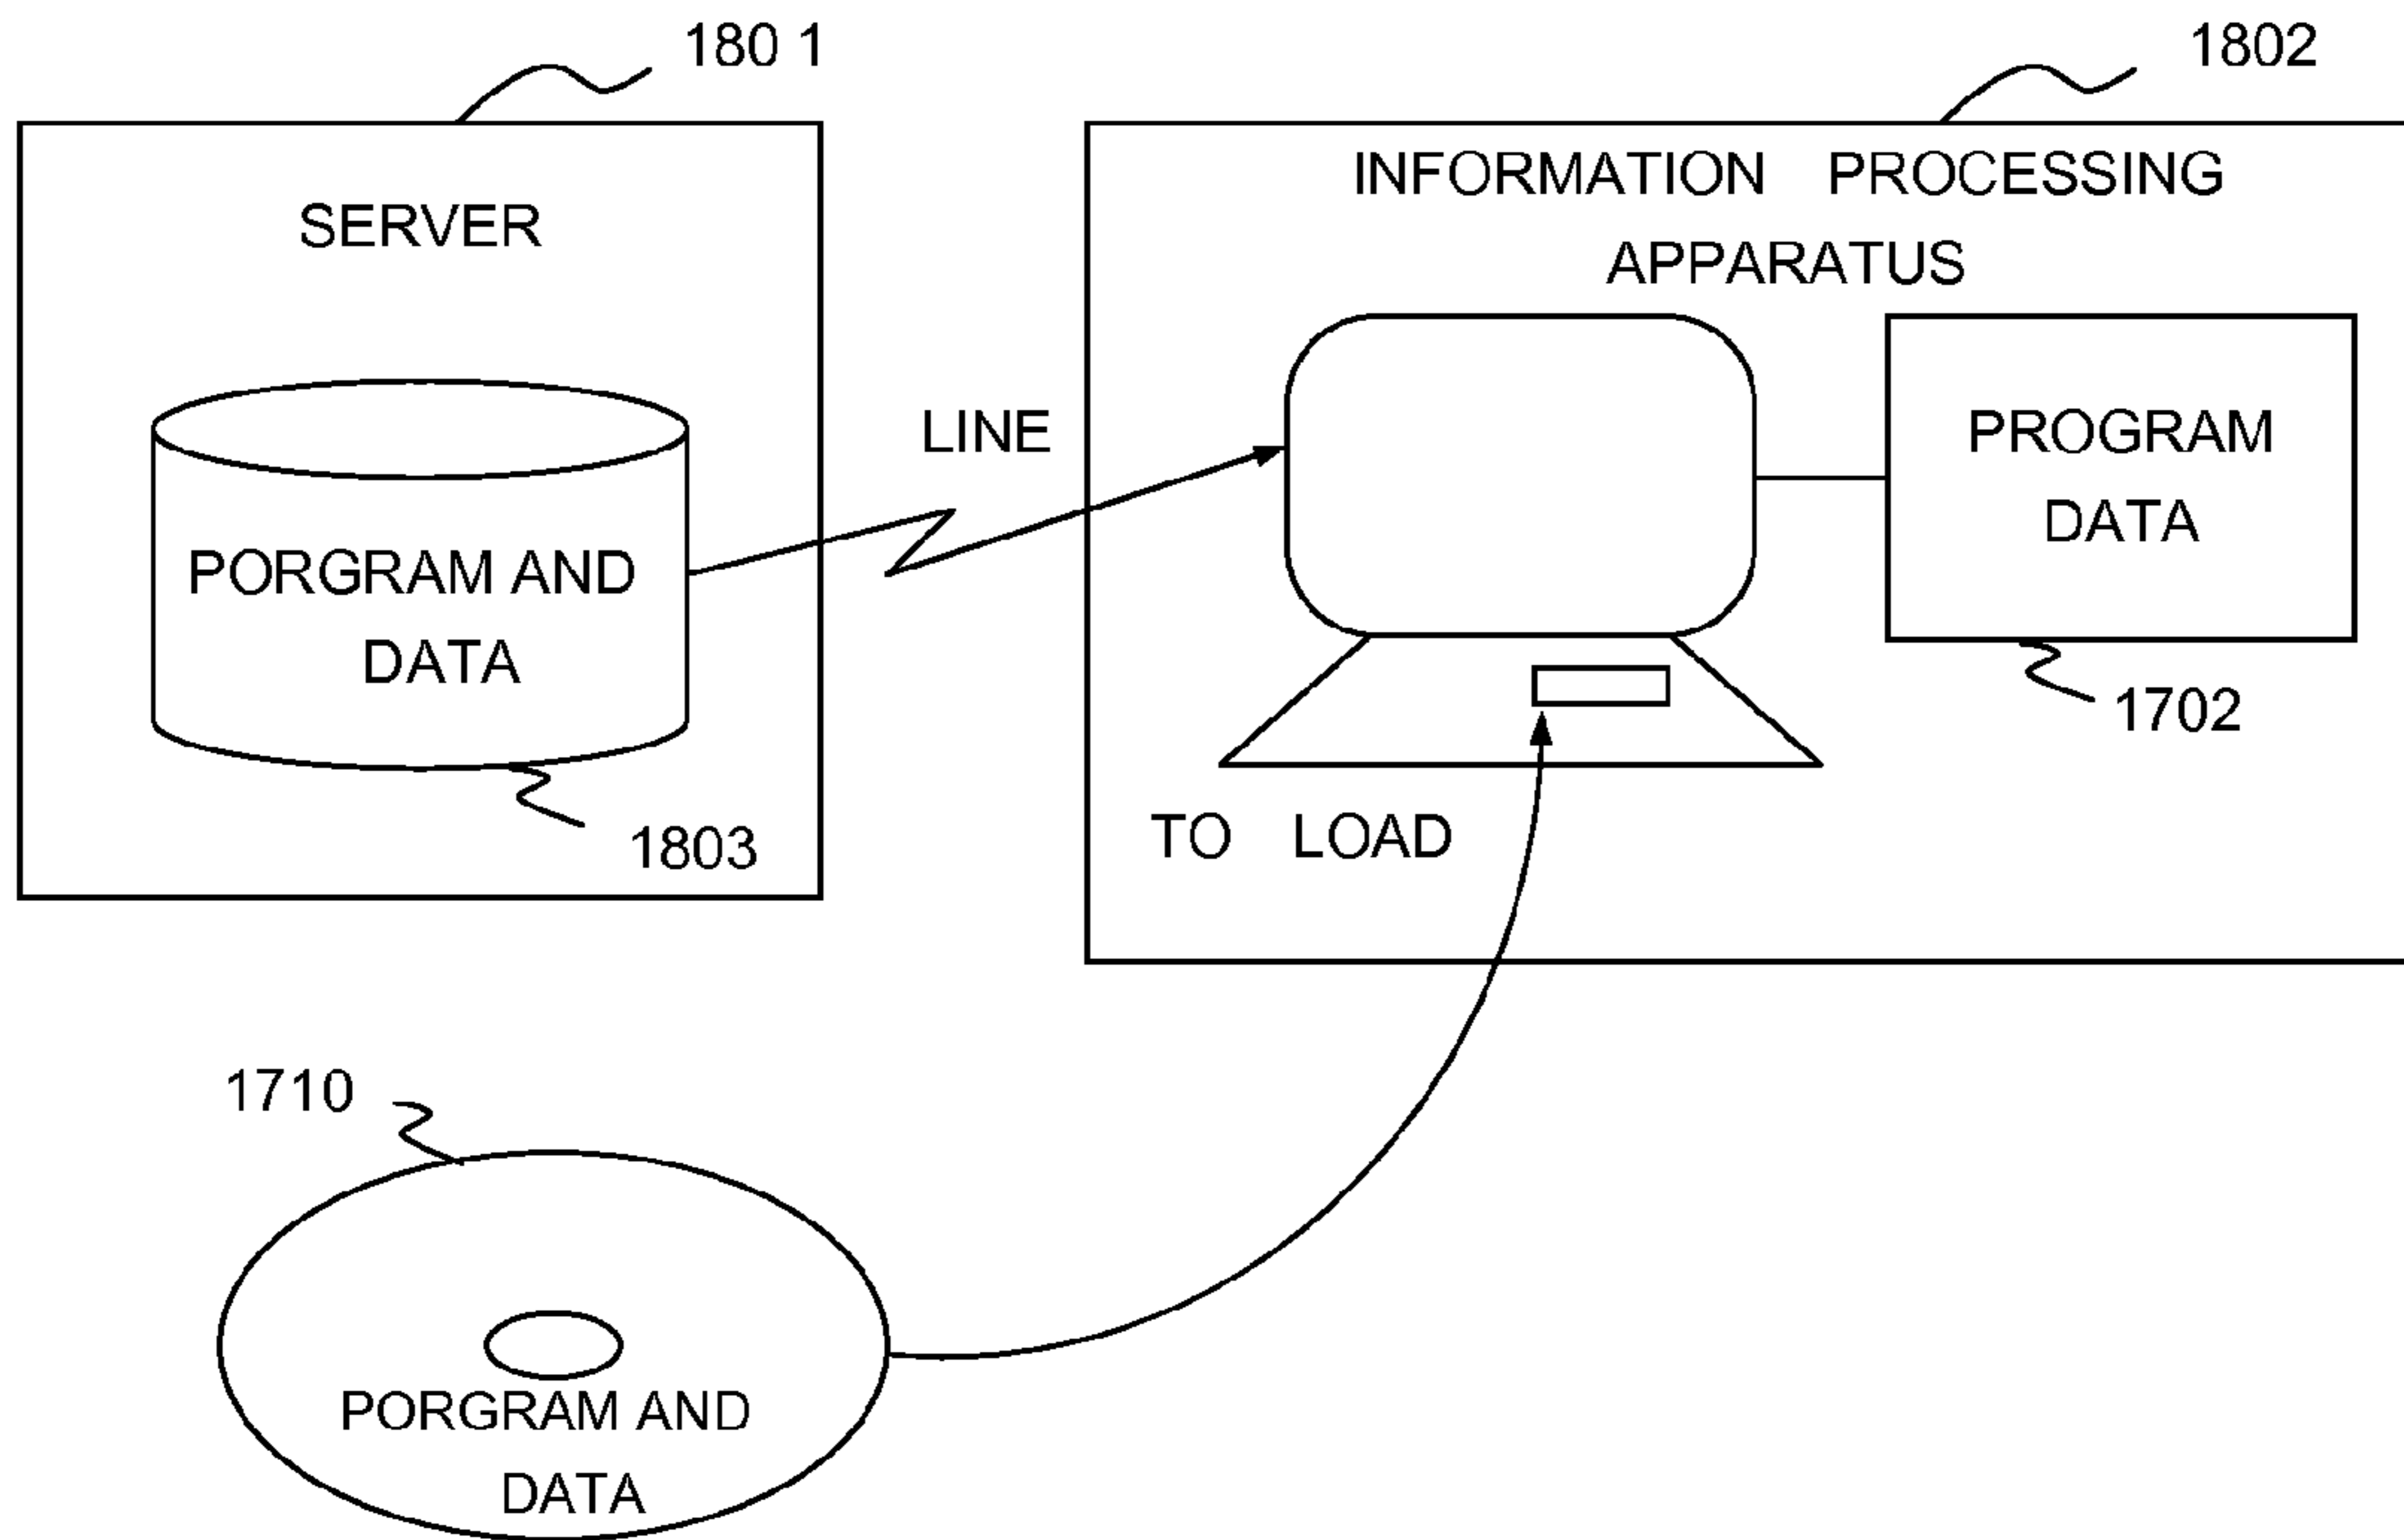 180 1
1802
SERVER
INFORMATION PROCESSING
APPARATUS
LINE
PROGRAM
DATA
PORGRAM AND
DATA
1702
1803
TO LOAD
1710
PORGRAM AND
DATA